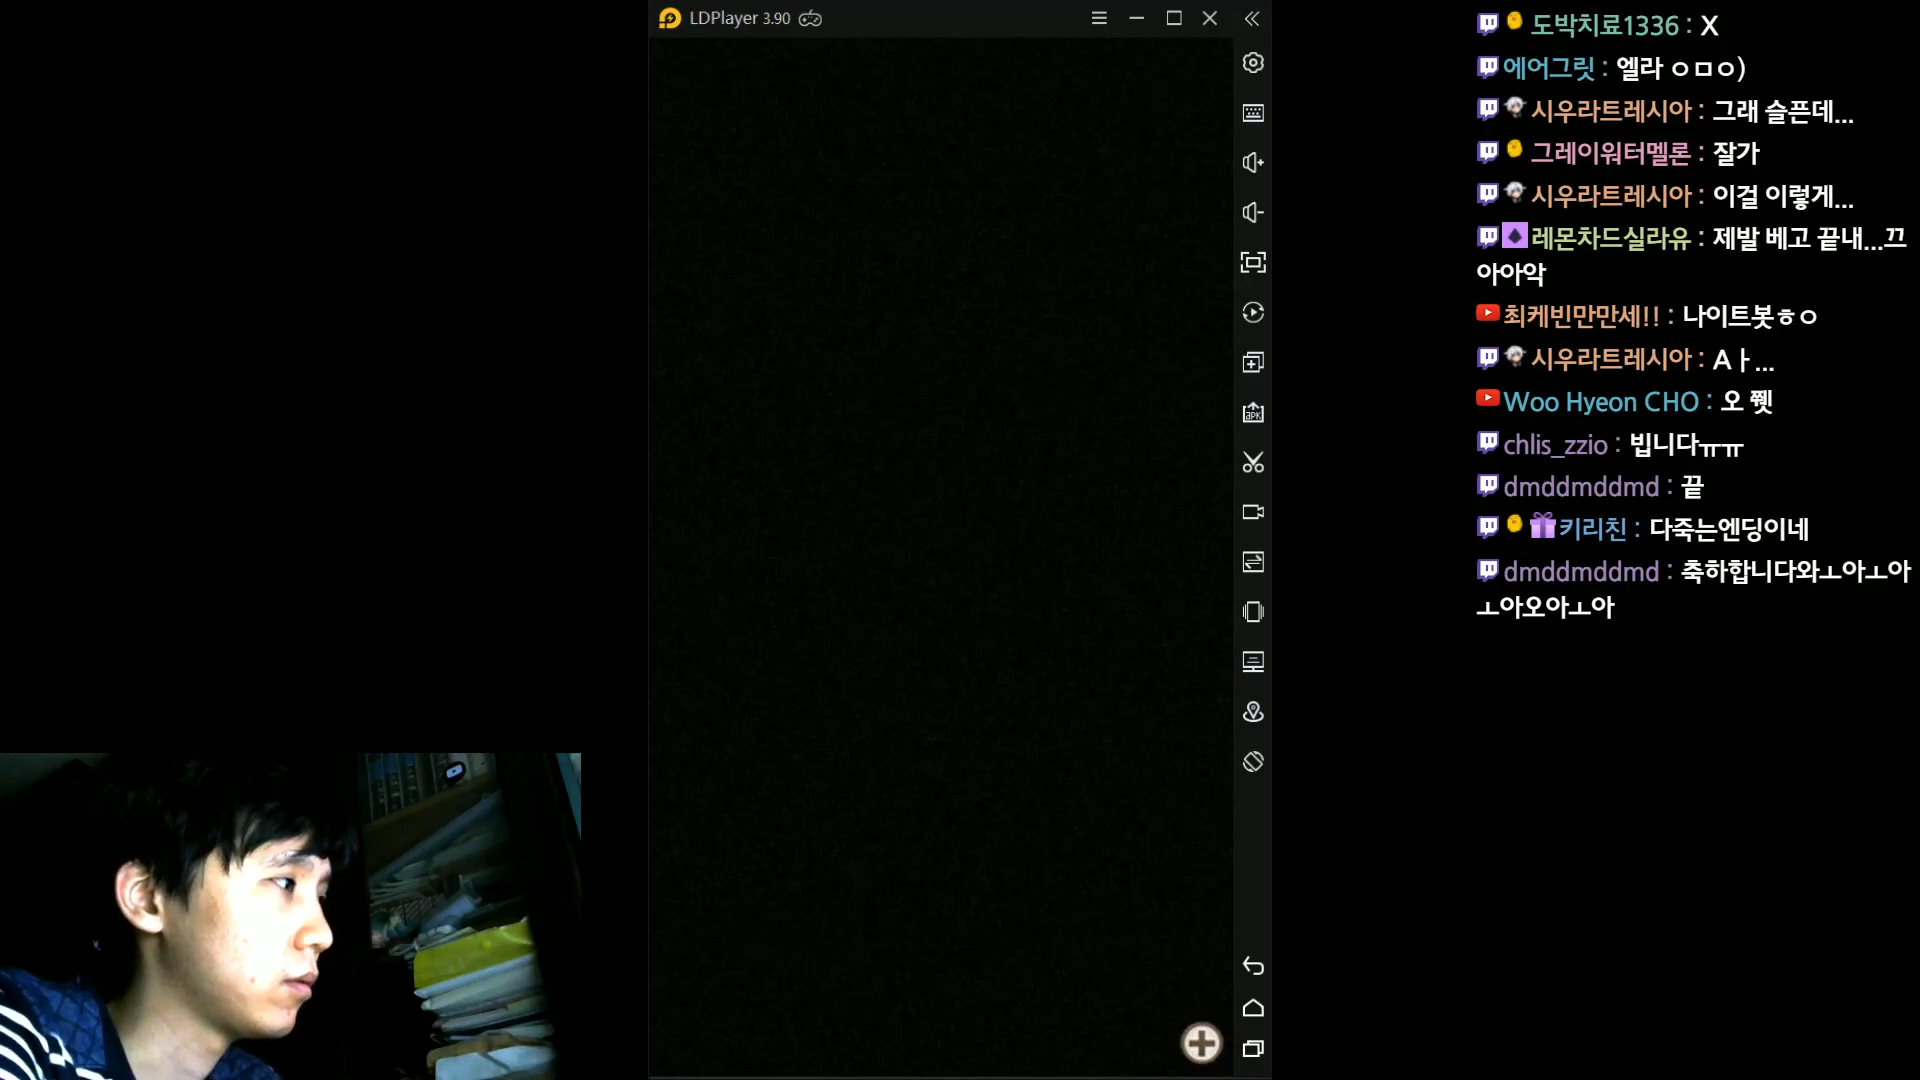 LDPlayer 3.90
APK
도박치료1336 : X
에어그릿 : 엘라 ㅇㅁㅇ)
시우라트레시아 : 그래 슬픈데...
그레이워터멜론 : 잘가
시우라트레시아 : 이걸 이렇게...
레몬차드실라유 : 제발 베고 끝내...끄
아아악
최케빈만만세!! : 나이트봇ㅎㅇ
시우라트레시아 : Aㅏ...
Woo Hyeon CHO : 오 쮓
chlis_zzio : 빕니다ㅠㅠ
dmddmddmd : 끝
키리친 : 다죽는엔딩이네
dmddmddmd : 축하합니다와ㅗ아ㅗ아
ㅗ아오아ㅗ아